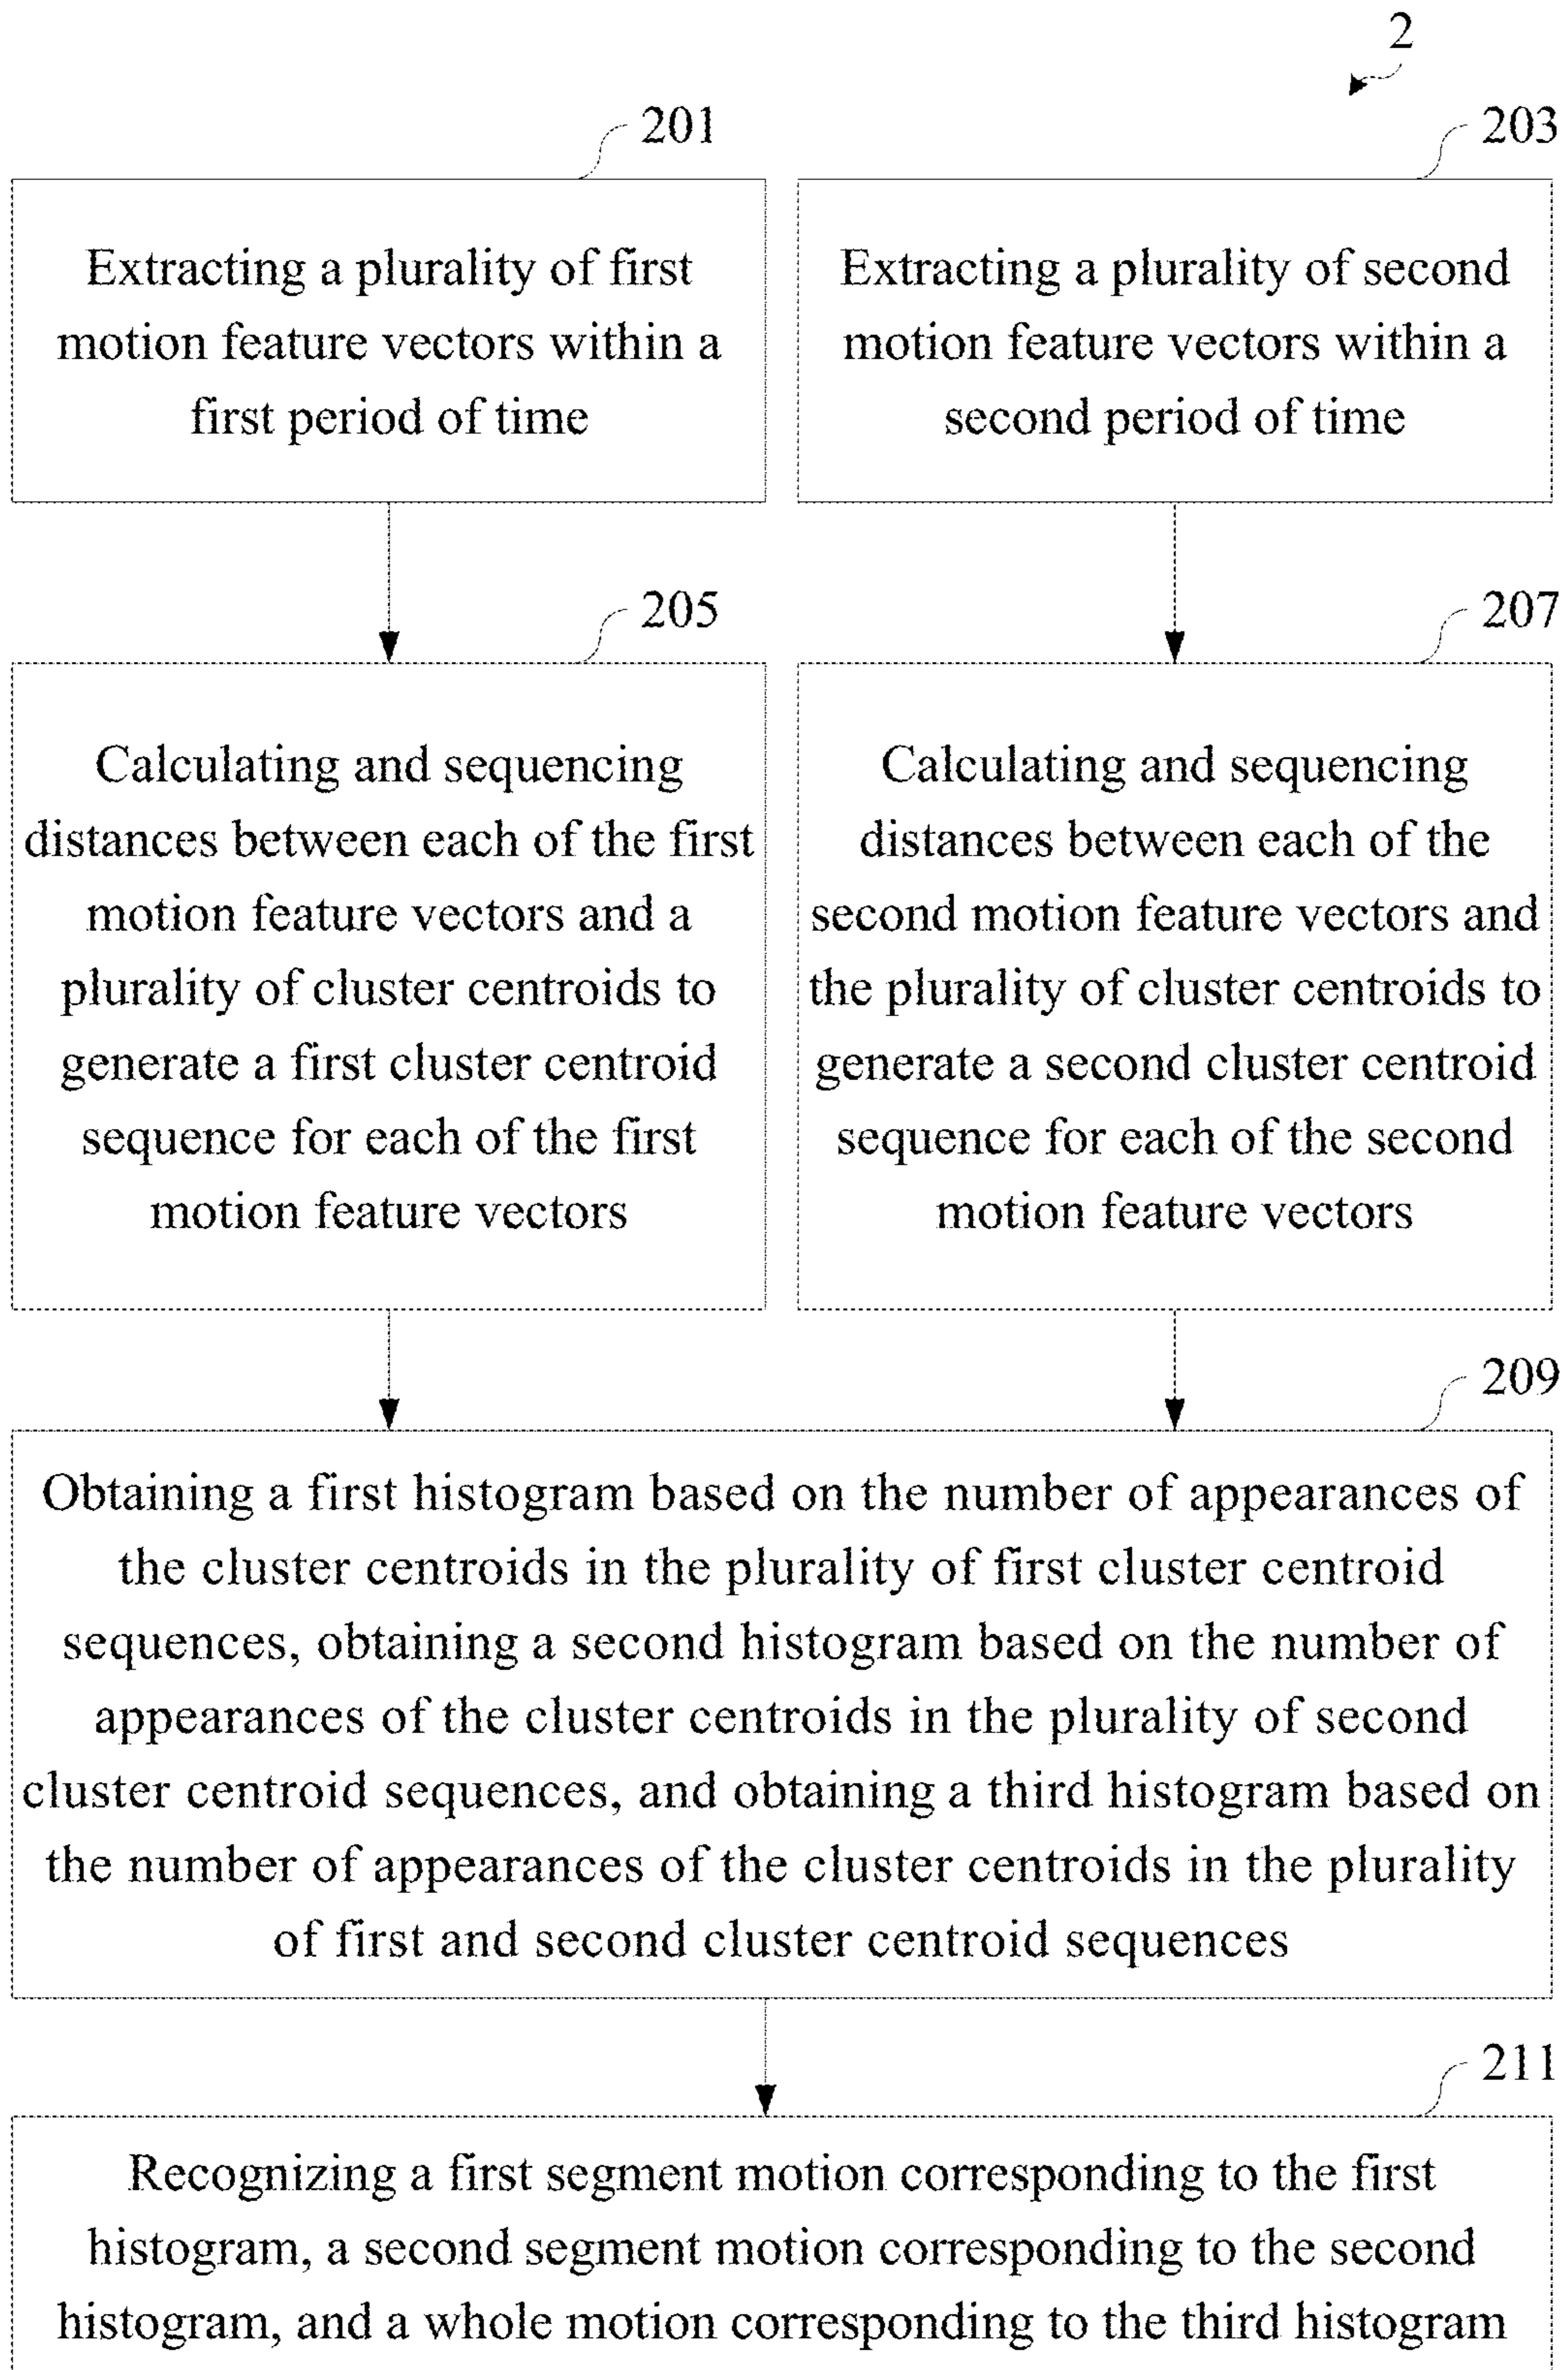 2
201
Extracting a plurality of first
motion feature vectors within a
first period of time
203
Extracting a plurality of second
motion feature vectors within a
second period of time
205
Calculating and sequencing
distances between each of the first
motion feature vectors and a
plurality of cluster centroids to
generate a first cluster centroid
sequence for each of the first
motion feature vectors
207
Calculating and sequencing
distances between each of the
second motion feature vectors and
the plurality of cluster centroids to
generate a second cluster centroid
sequence for each of the second
motion feature vectors
209
Obtaining a first histogram based on the number of appearances of
the cluster centroids in the plurality of first cluster centroid
sequences, obtaining a second histogram based on the number of
appearances of the cluster centroids in the plurality of second
cluster centroid sequences, and obtaining a third histogram based on
the number of appearances of the cluster centroids in the plurality
of first and second cluster centroid sequences
211
Recognizing a first segment motion corresponding to the first
histogram, a second segment motion corresponding to the second
histogram, and a whole motion corresponding to the third histogram